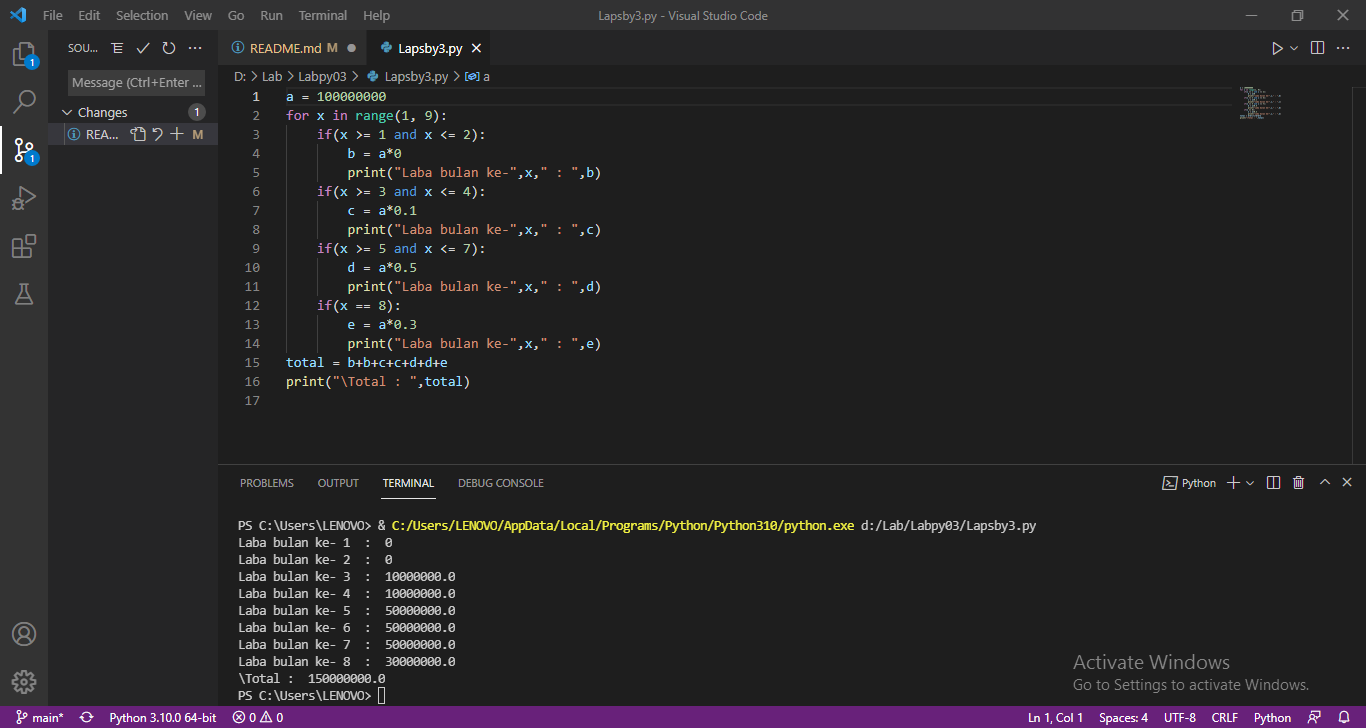 File Edit Selection View Go Run Terminal Help Lapsby3.py - Visual Studio Code
SOU... README.md M Lapsby3.py
D: > Lab > Labpy03 > Lapsby3.py > a
Message (Ctrl+Enter ...
Changes 1
REA... M
1
1
1 a = 100000000
2 for x in range(1, 9):
3 if(x >= 1 and x <= 2):
4 b = a*0
5 print("Laba bulan ke-",x," : ",b)
6 if(x >= 3 and x <= 4):
7 c = a*0.1
8 print("Laba bulan ke-",x," : ",c)
9 if(x >= 5 and x <= 7):
10 d = a*0.5
11 print("Laba bulan ke-",x," : ",d)
12 if(x == 8):
13 e = a*0.3
14 print("Laba bulan ke-",x," : ",e)
15 total = b+b+c+c+d+d+e
16 print("\Total : ",total)
17
PROBLEMS OUTPUT TERMINAL DEBUG CONSOLE Python
PS C:\Users\LENOVO> & C:/Users/LENOVO/AppData/Local/Programs/Python/Python310/python.exe d:/Lab/Labpy03/Lapsby3.py
Laba bulan ke- 1  :  0
Laba bulan ke- 2  :  0
Laba bulan ke- 3  :  10000000.0
Laba bulan ke- 4  :  10000000.0
Laba bulan ke- 5  :  50000000.0
Laba bulan ke- 6  :  50000000.0
Laba bulan ke- 7  :  50000000.0
Laba bulan ke- 8  :  30000000.0
\Total :  150000000.0
PS C:\Users\LENOVO>
Activate Windows
Go to Settings to activate Windows.
main* Python 3.10.0 64-bit 0 0 Ln 1, Col 1 Spaces: 4 UTF-8 CRLF Python